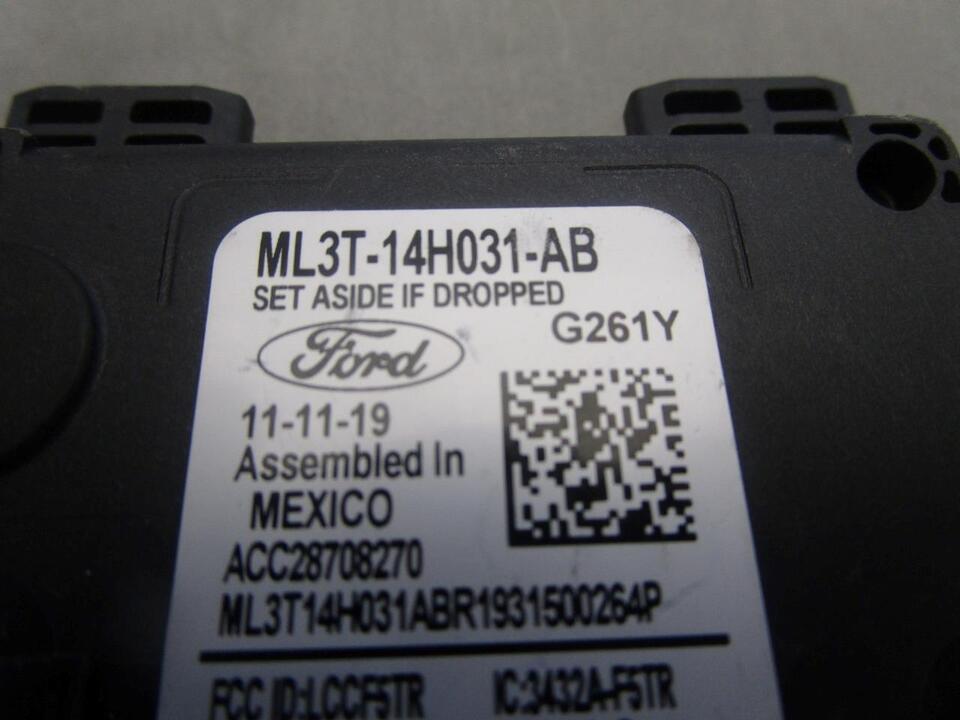 ML3T-14H031-AB
SET ASIDE IF DROPPED
Ford
G261Y
11-11-19
Assembled In
MEXICO
ACC28708270
ML3T14H031ABR1931500264P
FCC ID:LCCF5TR IC:3432A-F5TR